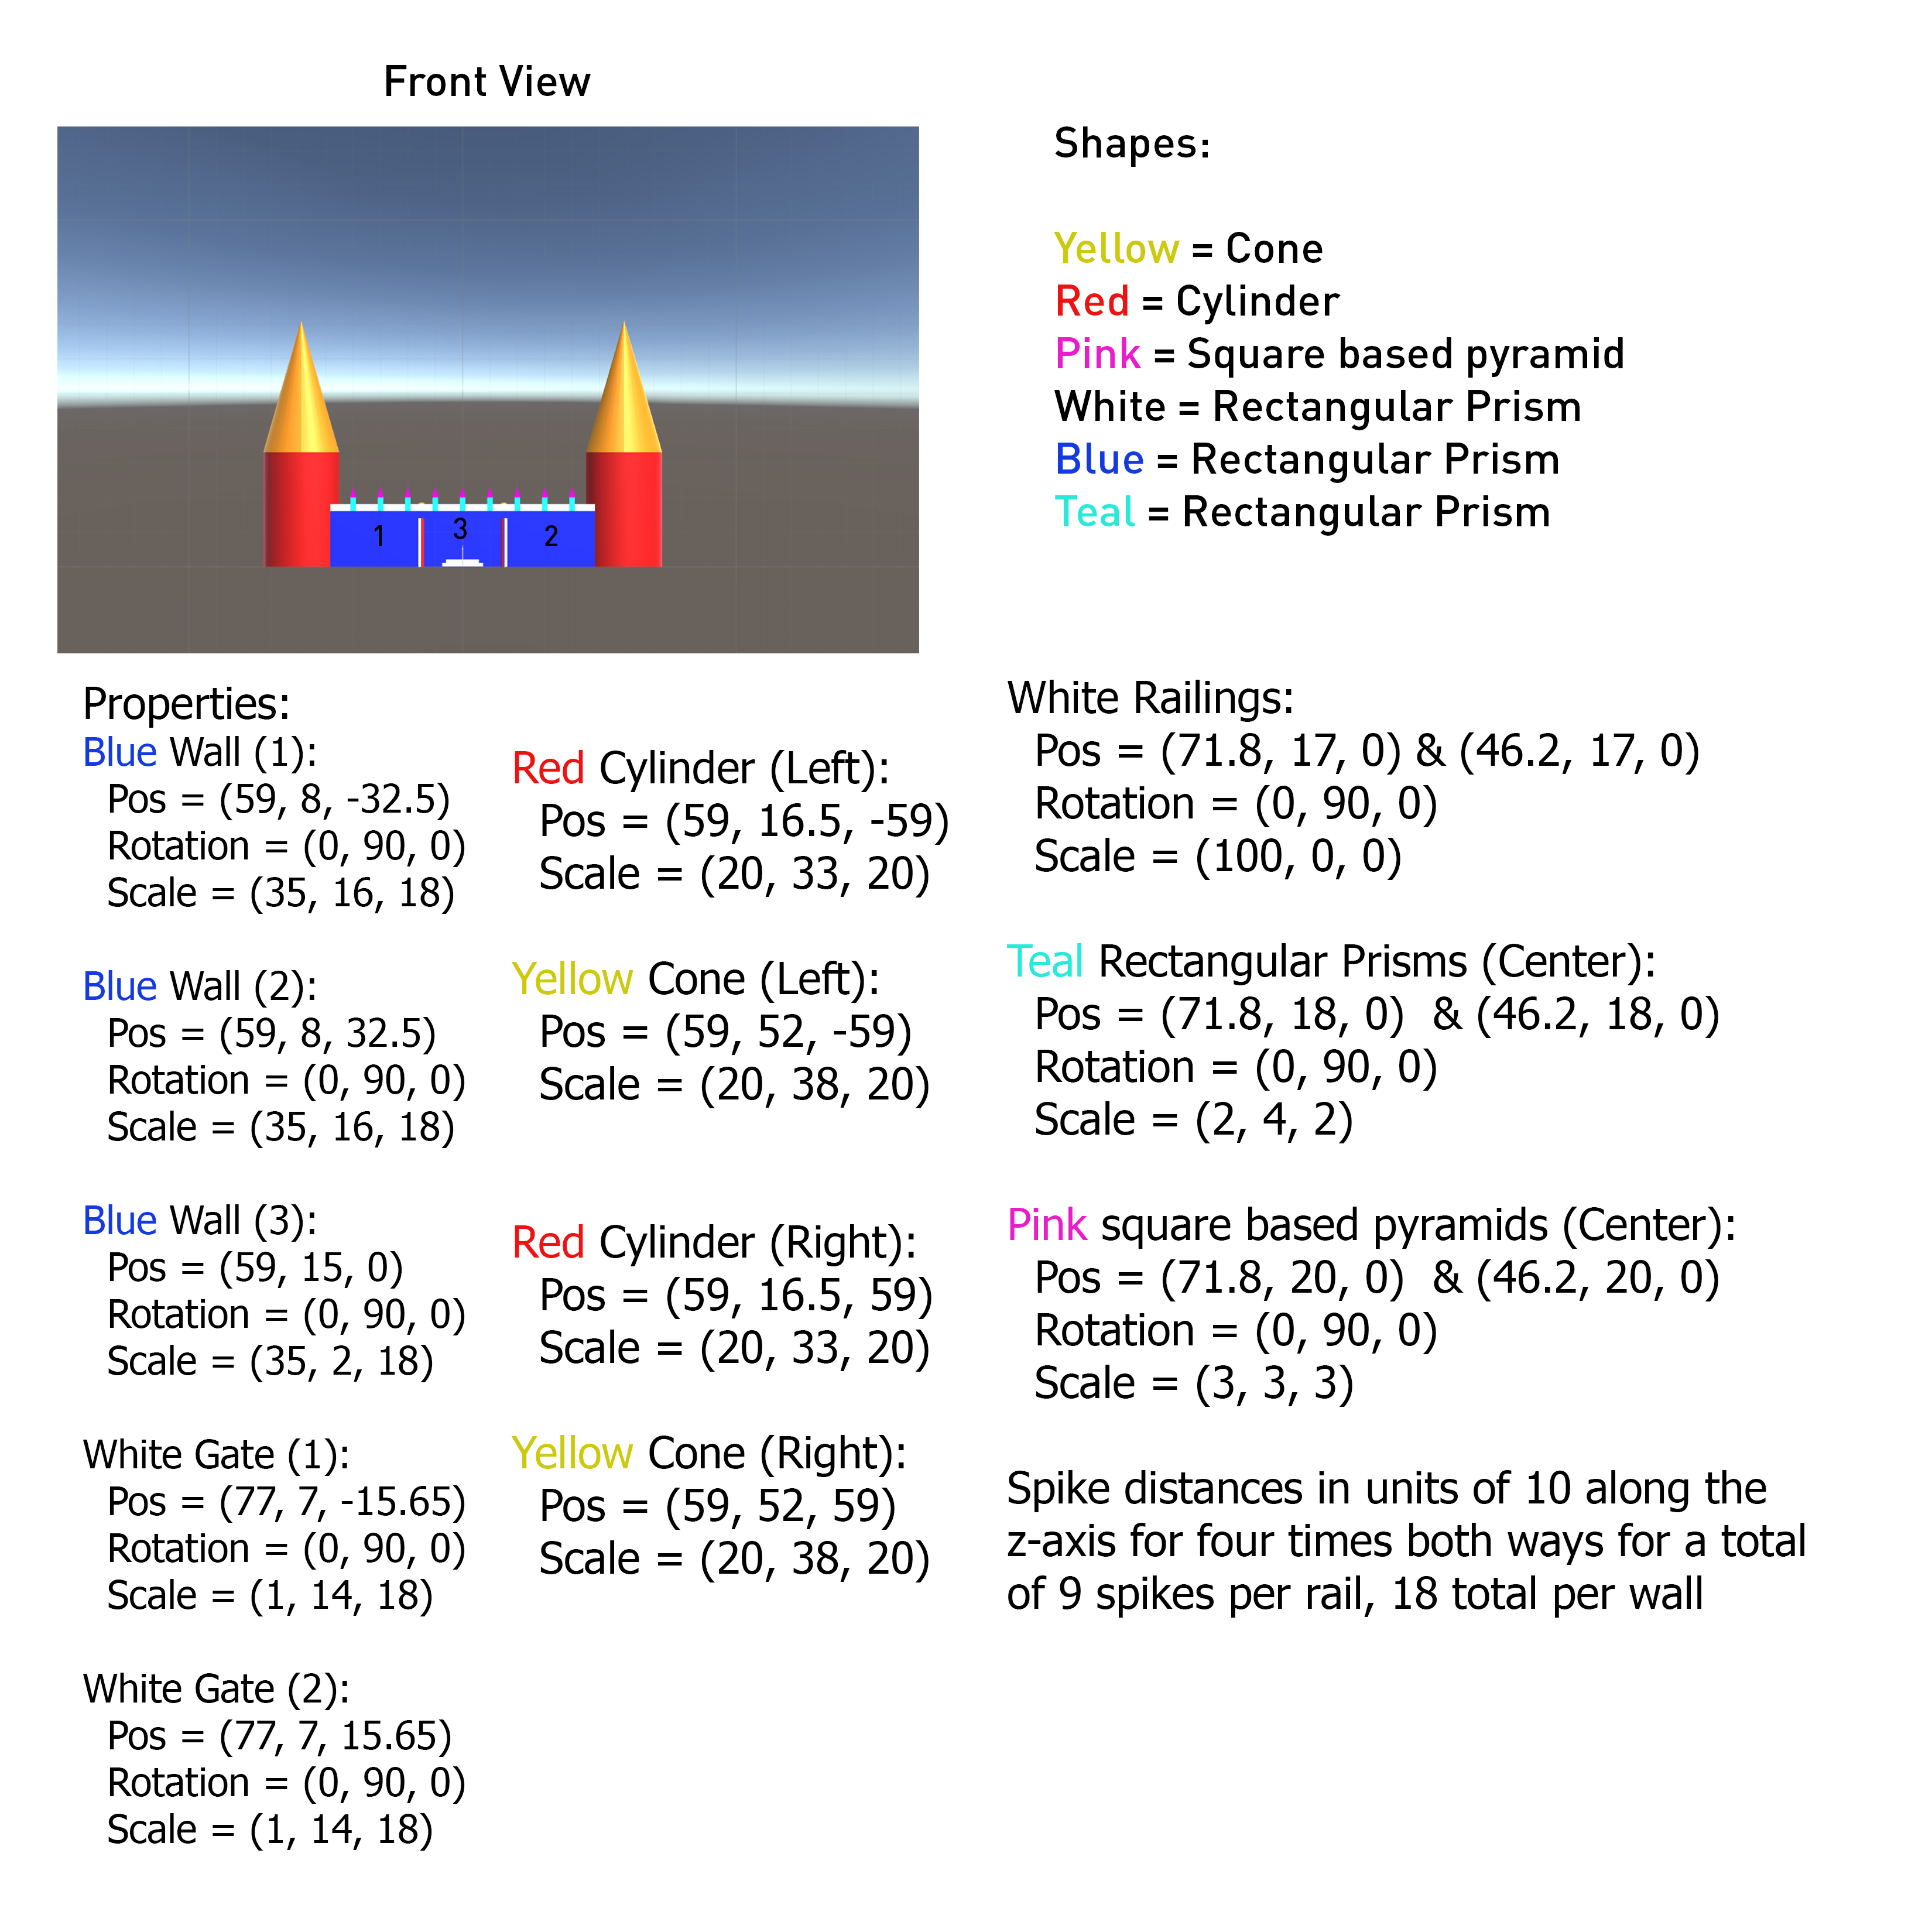 Front View
1
3
2
Shapes:
Yellow = Cone
Red = Cylinder
Pink = Square based pyramid
White = Rectangular Prism
Blue = Rectangular Prism
Teal = Rectangular Prism
Properties:
Blue Wall (1):
Pos = (59, 8, -32.5)
Rotation = (0, 90, 0)
Scale = (35, 16, 18)
Blue Wall (2):
Pos = (59, 8, 32.5)
Rotation = (0, 90, 0)
Scale = (35, 16, 18)
Blue Wall (3):
Pos = (59, 15, 0)
Rotation = (0, 90, 0)
Scale = (35, 2, 18)
White Gate (1):
Pos = (77, 7, -15.65)
Rotation = (0, 90, 0)
Scale = (1, 14, 18)
White Gate (2):
Pos = (77, 7, 15.65)
Rotation = (0, 90, 0)
Scale = (1, 14, 18)
Red Cylinder (Left):
Pos = (59, 16.5, -59)
Scale = (20, 33, 20)
Yellow Cone (Left):
Pos = (59, 52, -59)
Scale = (20, 38, 20)
Red Cylinder (Right):
Pos = (59, 16.5, 59)
Scale = (20, 33, 20)
Yellow Cone (Right):
Pos = (59, 52, 59)
Scale = (20, 38, 20)
White Railings:
Pos = (71.8, 17, 0) & (46.2, 17, 0)
Rotation = (0, 90, 0)
Scale = (100, 0, 0)
Teal Rectangular Prisms (Center):
Pos = (71.8, 18, 0) & (46.2, 18, 0)
Rotation = (0, 90, 0)
Scale = (2, 4, 2)
Pink square based pyramids (Center):
Pos = (71.8, 20, 0) & (46.2, 20, 0)
Rotation = (0, 90, 0)
Scale = (3, 3, 3)
Spike distances in units of 10 along the
z-axis for four times both ways for a total
of 9 spikes per rail, 18 total per wall